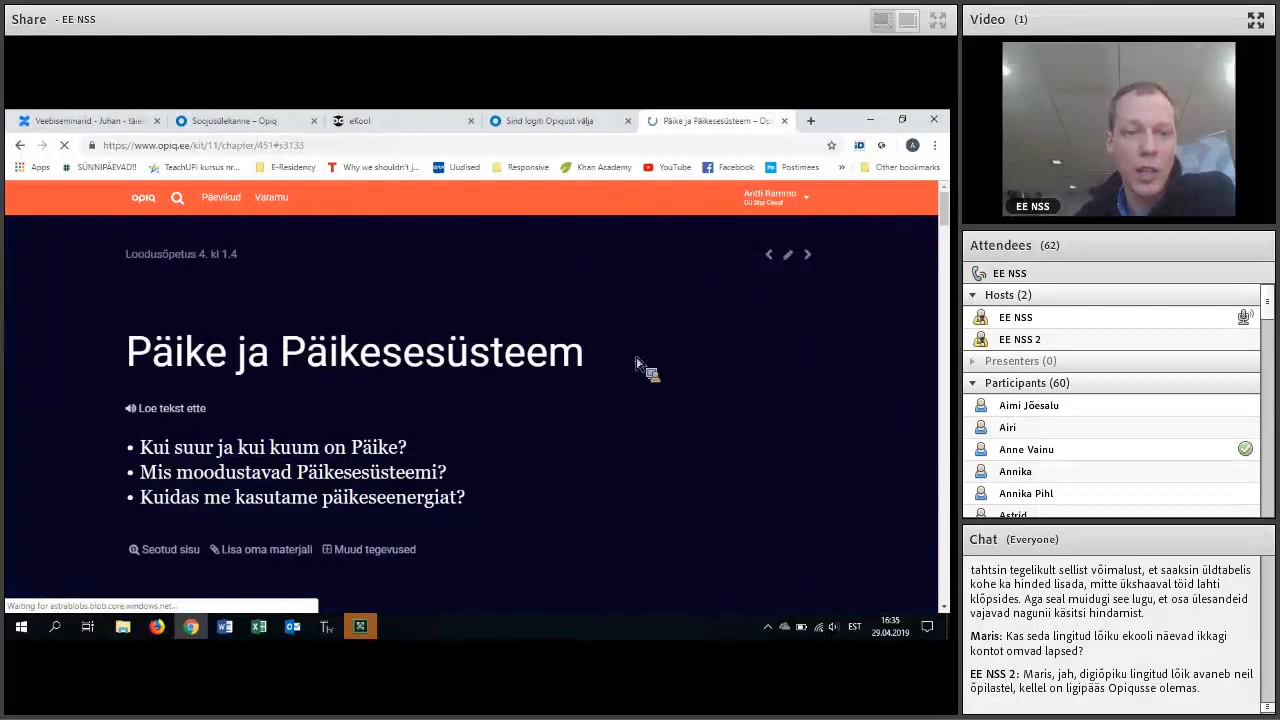 Share - EE NSS
Veebiseminarid - Juhan - täie
Soojusülekanne – Opiq
eKool
Sind logiti Opiqust välja
Päike ja Päikesesüsteem – Opi
https://www.opiq.ee/kit/11/chapter/451#s3133
Apps
SÜNNIPÄEVAD!!
TeachUPi kursus nr...
E-Residency
Why we shouldn't j...
Uudised
Responsive
Khan Academy
YouTube
Facebook
Postimees
»
Other bookmarks
opiq
Päevikud
Varamu
Antti Rammo
OÜ Star Cloud
Loodusõpetus 4. kl 1.4
Päike ja Päikesesüsteem
Loe tekst ette
• Kui suur ja kui kuum on Päike?
• Mis moodustavad Päikesesüsteemi?
• Kuidas me kasutame päikeseenergiat?
Seotud sisu
Lisa oma materjali
Muud tegevused
Waiting for astrablobs.blob.core.windows.net...
EST
16:35
29.04.2019
Video (1)
EE NSS
Attendees (62)
EE NSS
Hosts (2)
EE NSS
EE NSS 2
Presenters (0)
Participants (60)
Aimi Jõesalu
Airi
Anne Vainu
Annika
Annika Pihl
Astrid
Chat (Everyone)
tahtsin tegelikult sellist võimalust, et saaksin üldtabelis
kohe ka hinded lisada, mitte ükshaaval töid lahti
klõpsides. Aga seal muidugi see lugu, et osa ülesandeid
vajavad nagunii käsitsi hindamist.
Maris: Kas seda lingitud lõiku ekooli näevad ikkagi
kontot omvad lapsed?
EE NSS 2: Maris, jah, digiõpiku lingitud lõik avaneb neil
õpilastel, kellel on ligipääs Opiqusse olemas.